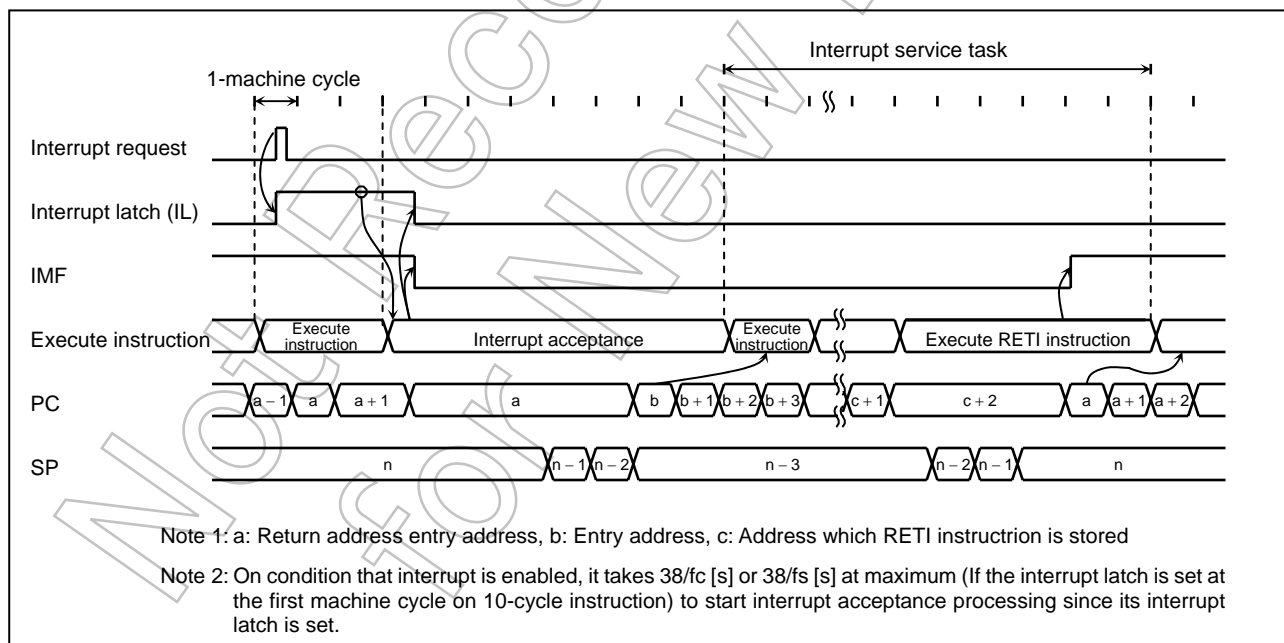 Interrupt service task
1-machine cycle
Interrupt request
Interrupt latch (IL)
IMF
Execute instruction
Execute
instruction
Interrupt acceptance
Execute
instruction
Execute RETI instruction
PC
a − 1
a
a + 1
a
b
b + 1
b + 2
b + 3
c + 1
c + 2
a
a + 1
a + 2
SP
n
n − 1
n − 2
n − 3
n − 2
n − 1
n
Note 1: a: Return address entry address, b: Entry address, c: Address which RETI instructrion is stored
Note 2: On condition that interrupt is enabled, it takes 38/fc [s] or 38/fs [s] at maximum (If the interrupt latch is set at
the first machine cycle on 10-cycle instruction) to start interrupt acceptance processing since its interrupt
latch is set.
Not Rec
for New